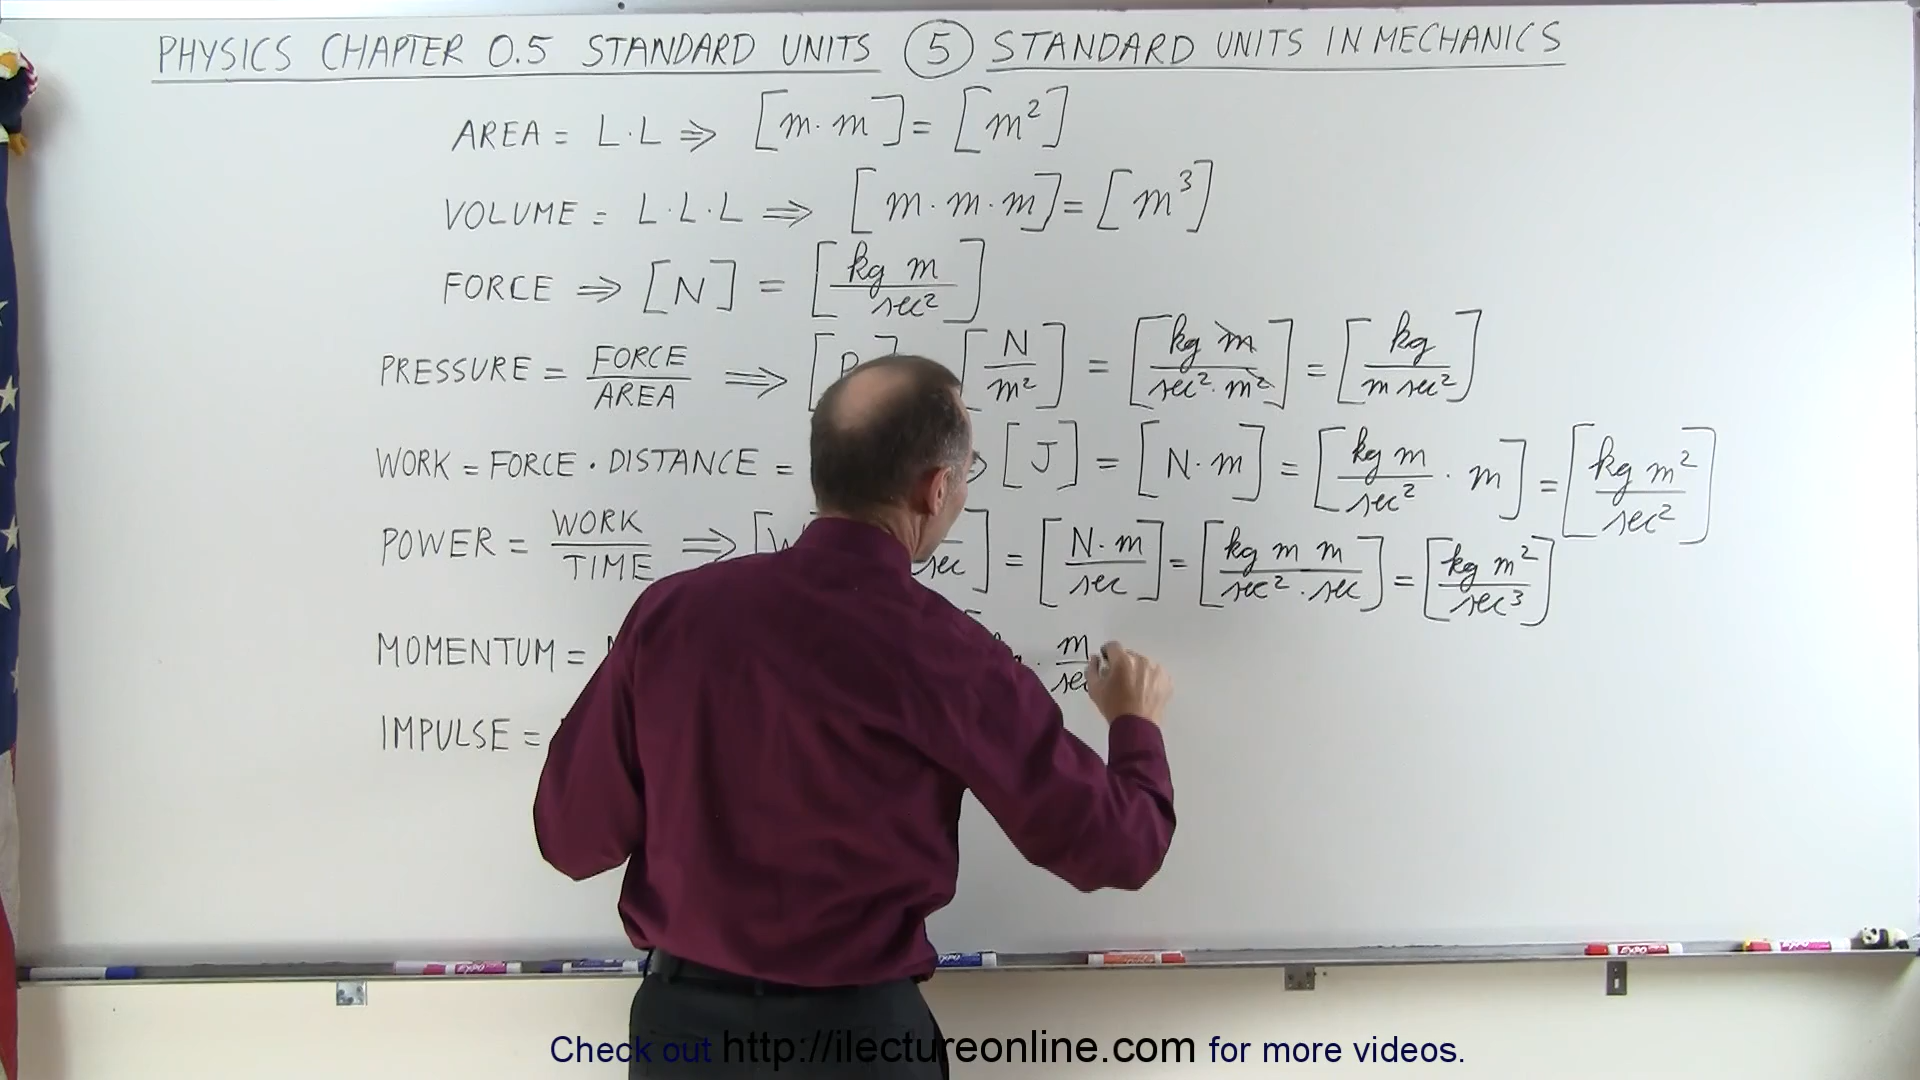 PHYSICS CHAPTER 0.5 STANDARD UNITS ⑤ STANDARD UNITS IN MECHANICS
AREA = L·L ⇒ [m·m] = [m²]
VOLUME = L·L·L ⇒ [m·m·m] = [m³]
FORCE ⇒ [N] = [kg m / sec²]
PRESSURE = FORCE / AREA ⇒ [ [N / m²] = [kg m / sec²·m²] = [kg / m sec²]
WORK = FORCE · DISTANCE = [J] = [N·m] = [kg m / sec² · m] = [kg m² / sec²]
POWER = WORK / TIME ⇒ [ sec] = [N·m / sec] = [kg m m / sec²·sec] = [kg m² / sec³]
MOMENTUM = · m /
IMPULSE =
Check out http://ilectureonline.com for more videos.